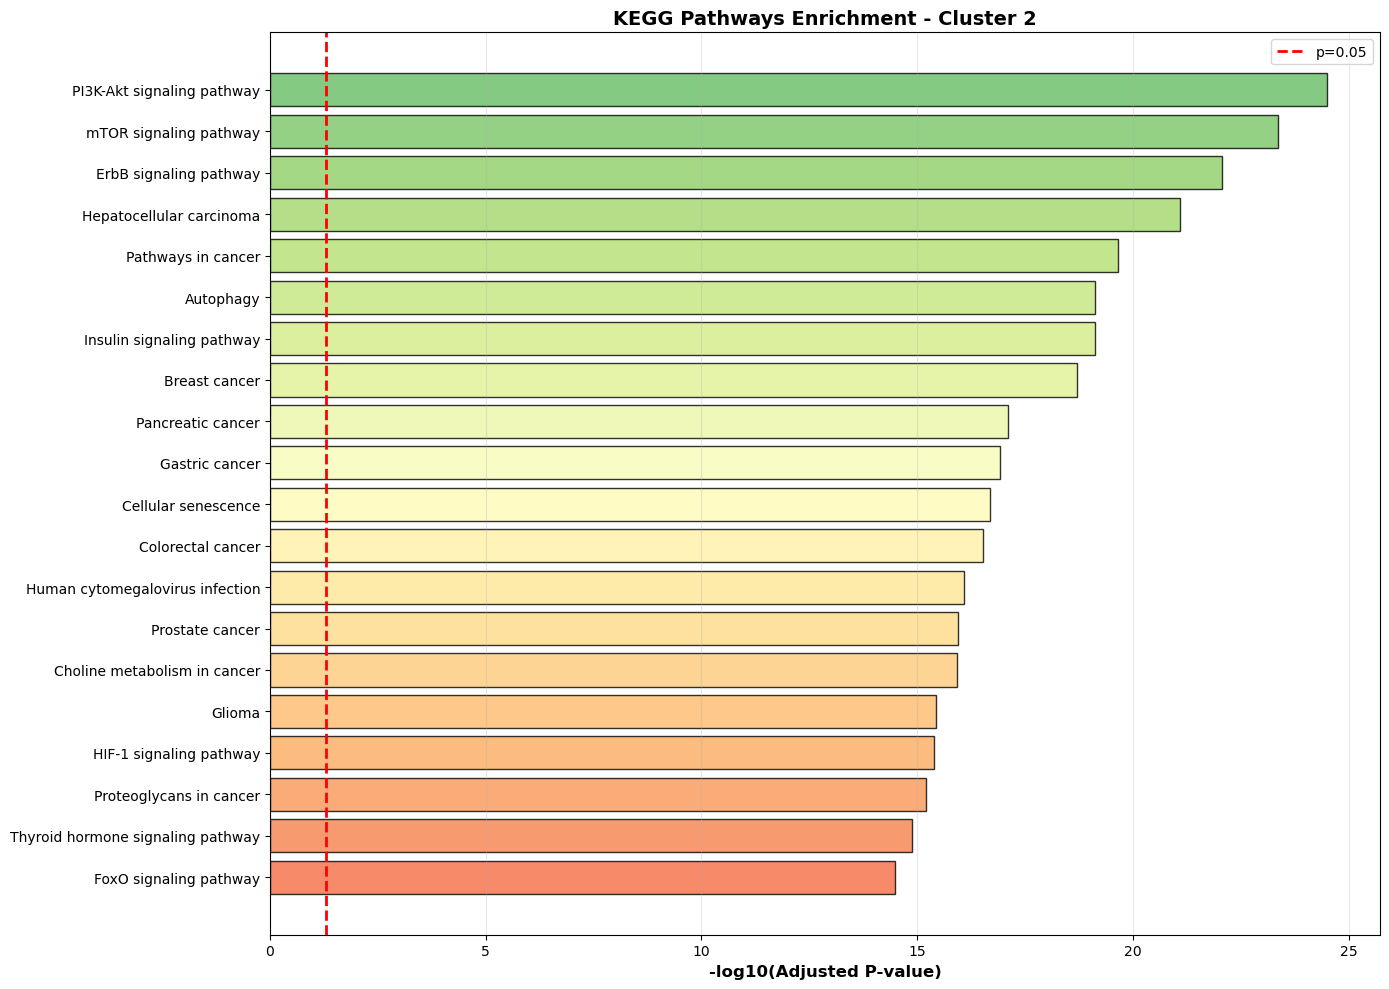 KEGG Pathways Enrichment - Cluster 2
p=0.05
PI3K-Akt signaling pathway
mTOR signaling pathway
ErbB signaling pathway
Hepatocellular carcinoma
Pathways in cancer
Autophagy
Insulin signaling pathway
Breast cancer
Pancreatic cancer
Gastric cancer
Cellular senescence
Colorectal cancer
Human cytomegalovirus infection
Prostate cancer
Choline metabolism in cancer
Glioma
HIF-1 signaling pathway
Proteoglycans in cancer
Thyroid hormone signaling pathway
FoxO signaling pathway
0 5 10 15 20 25
-log10(Adjusted P-value)